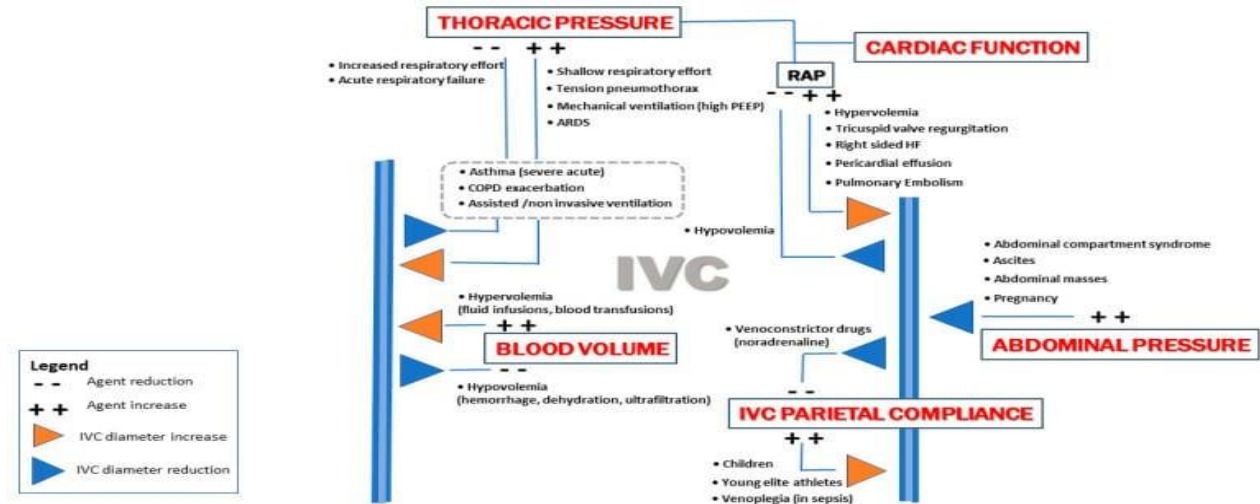 THORACIC PRESSURE
CARDIAC FUNCTION
-- ++
• Increased respiratory effort
• Acute respiratory failure
• Shallow respiratory effort
• Tension pneumothorax
• Mechanical ventilation (high PEEP)
• ARDS
RAP
-- ++
• Hypervolemia
• Tricuspid valve regurgitation
• Right sided HF
• Pericardial effusion
• Pulmonary Embolism
• Asthma (severe acute)
• COPD exacerbation
• Assisted /non invasive ventilation
• Hypovolemia
IVC
• Abdominal compartment syndrome
• Ascites
• Abdominal masses
• Pregnancy
++
ABDOMINAL PRESSURE
• Hypervolemia
(fluid infusions, blood transfusions)
++
BLOOD VOLUME
--
• Hypovolemia
(hemorrhage, dehydration, ultrafiltration)
• Venoconstrictor drugs
(noradrenaline)
--
IVC PARIETAL COMPLIANCE
++
• Children
• Young elite athletes
• Venoplegia (in sepsis)
Legend
-- Agent reduction
++ Agent increase
IVC diameter increase
IVC diameter reduction